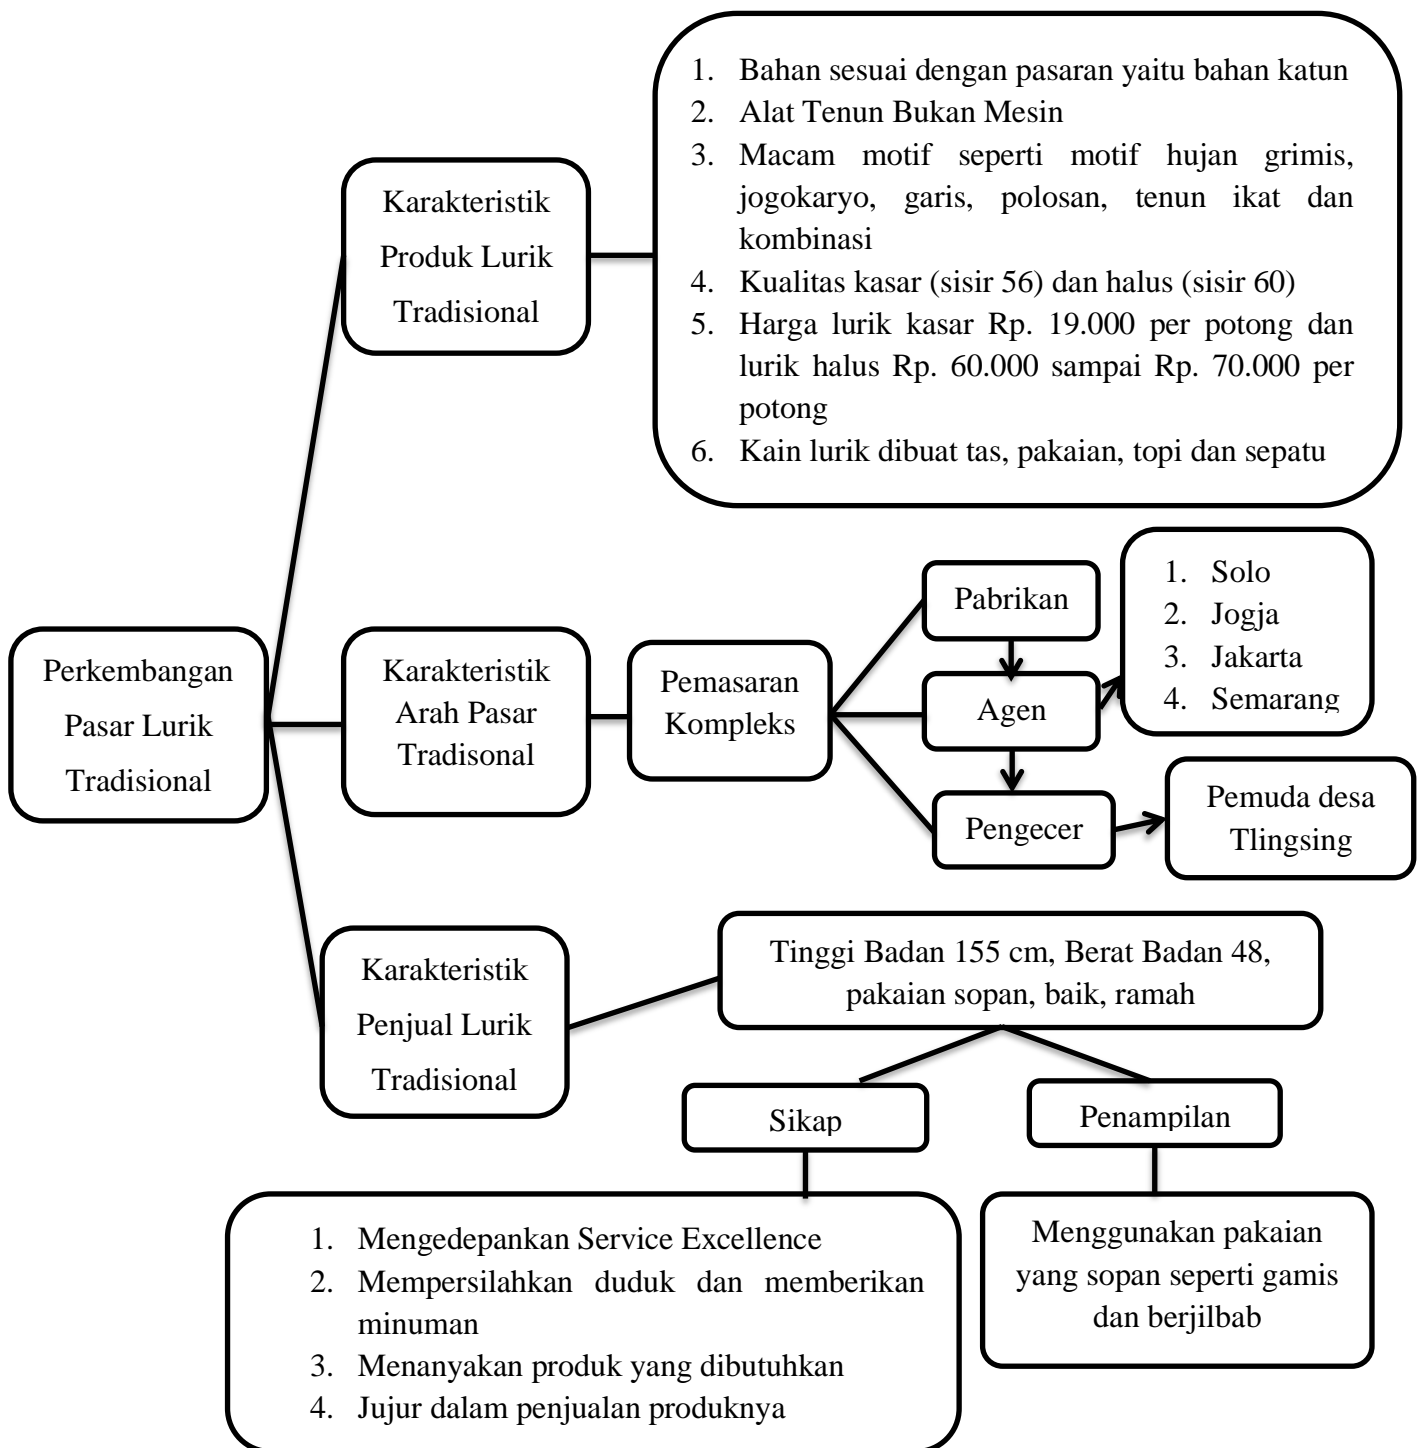 1. Bahan sesuai dengan pasaran yaitu bahan katun
2. Alat Tenun Bukan Mesin
3. Macam motif seperti motif hujan grimis,
jogokaryo, garis, polosan, tenun ikat dan
kombinasi
4. Kualitas kasar (sisir 56) dan halus (sisir 60)
5. Harga lurik kasar Rp. 19.000 per potong dan
lurik halus Rp. 60.000 sampai Rp. 70.000 per
potong
6. Kain lurik dibuat tas, pakaian, topi dan sepatu
Karakteristik
Produk Lurik
Tradisional
Perkembangan
Pasar Lurik
Tradisional
Karakteristik
Arah Pasar
Tradisonal
Pemasaran
Kompleks
Pabrikan
Agen
Pengecer
1. Solo
2. Jogja
3. Jakarta
4. Semarang
Pemuda desa
Tlingsing
Karakteristik
Penjual Lurik
Tradisional
Tinggi Badan 155 cm, Berat Badan 48,
pakaian sopan, baik, ramah
Sikap
Penampilan
1. Mengedepankan Service Excellence
2. Mempersilahkan duduk dan memberikan
minuman
3. Menanyakan produk yang dibutuhkan
4. Jujur dalam penjualan produknya
Menggunakan pakaian
yang sopan seperti gamis
dan berjilbab